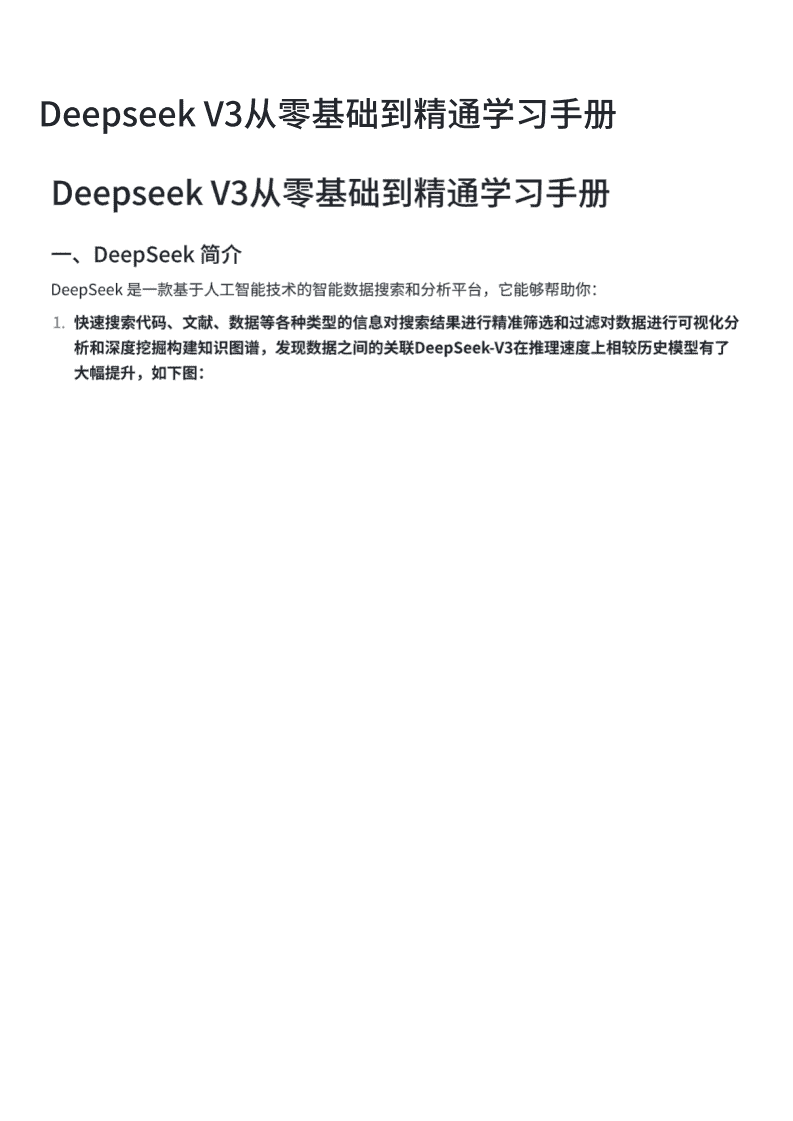 Deepseek V3从零基础到精通学习手册
Deepseek V3从零基础到精通学习手册
一、DeepSeek 简介
DeepSeek 是一款基于人工智能技术的智能数据搜索和分析平台，它能够帮助你：
1. 快速搜索代码、文献、数据等各种类型的信息对搜索结果进行精准筛选和过滤对数据进行可视化分
析和深度挖掘构建知识图谱，发现数据之间的关联DeepSeek-V3在推理速度上相较历史模型有了
大幅提升，如下图：